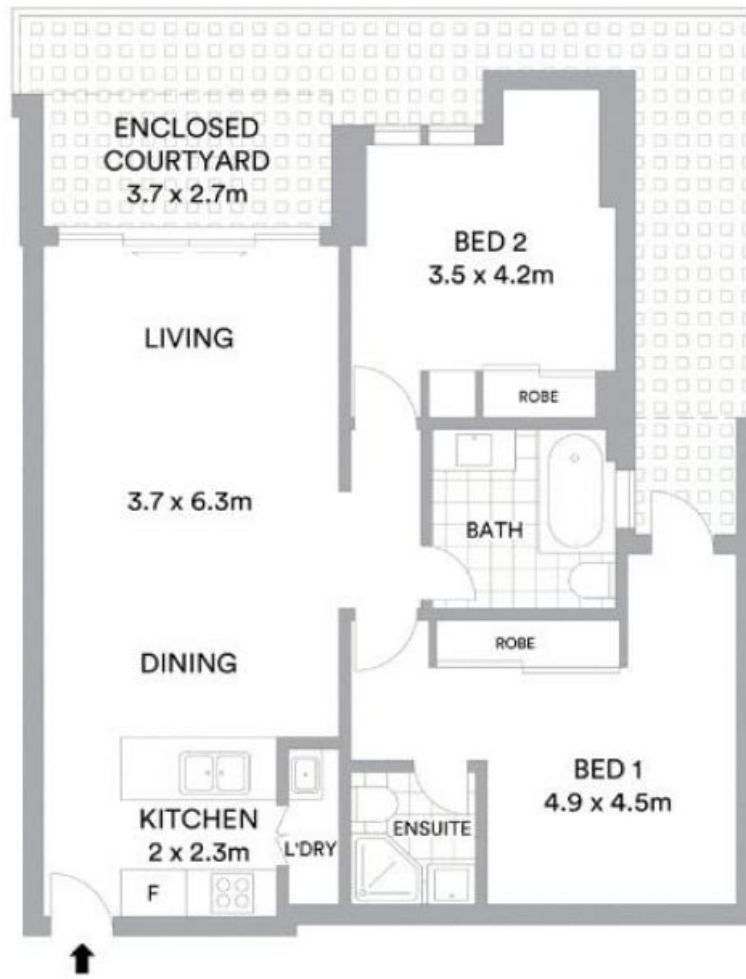 ENCLOSED
COURTYARD
3.7 x 2.7m
BED 2
3.5 x 4.2m
LIVING
ROBE
3.7 x 6.3m
BATH
ROBE
DINING
BED 1
4.9 x 4.5m
KITCHEN
2 x 2.3m
L'DRY
ENSUITE
F